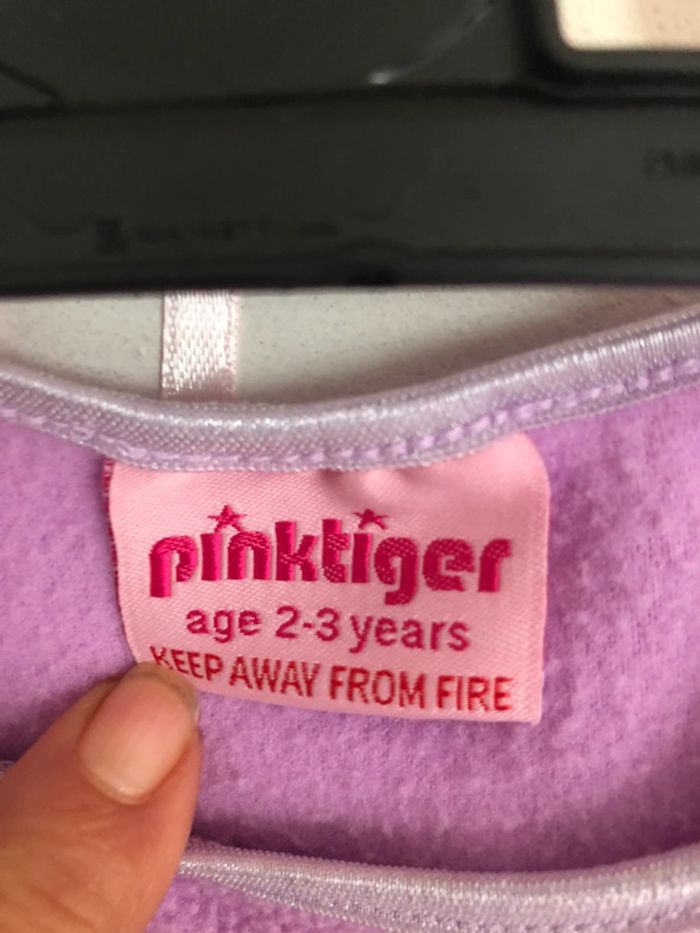 pinktiger
age 2-3 years
KEEP AWAY FROM FIRE